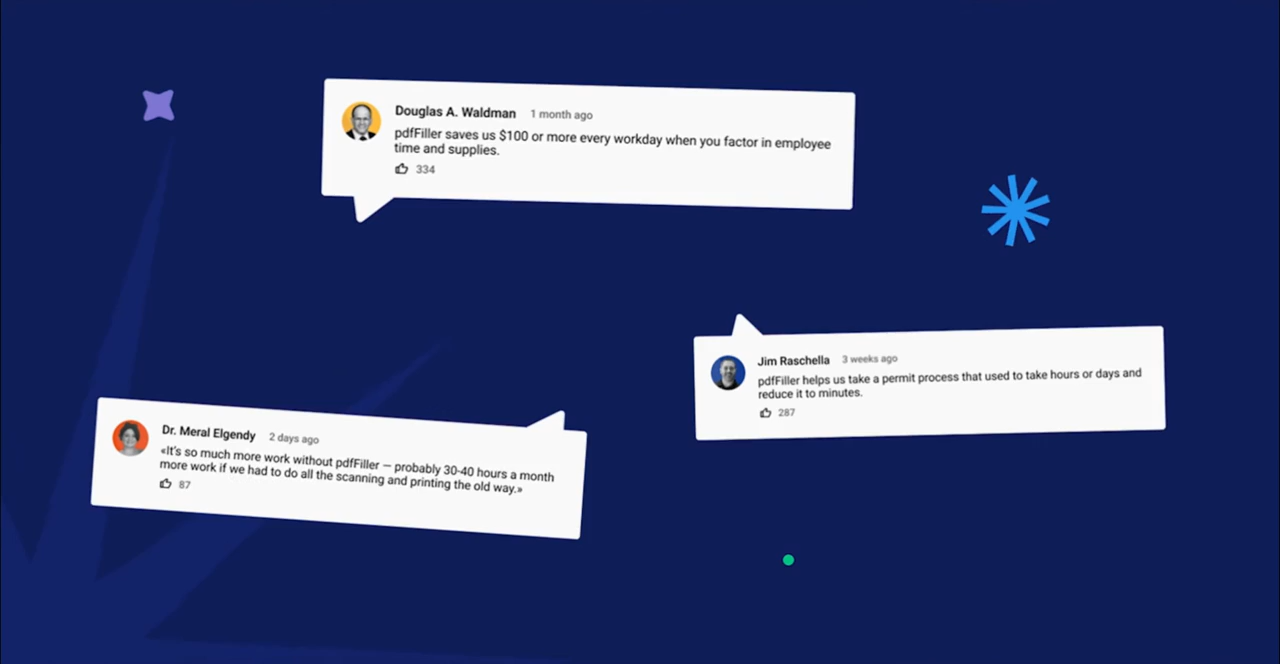 Douglas A. Waldman 1 month ago
pdfFiller saves us $100 or more every workday when you factor in employee
time and supplies.
334
Jim Raschella 3 weeks ago
pdfFiller helps us take a permit process that used to take hours or days and
reduce it to minutes.
287
Dr. Meral Elgendy 2 days ago
«It's so much more work without pdfFiller — probably 30-40 hours a month
more work if we had to do all the scanning and printing the old way.»
87